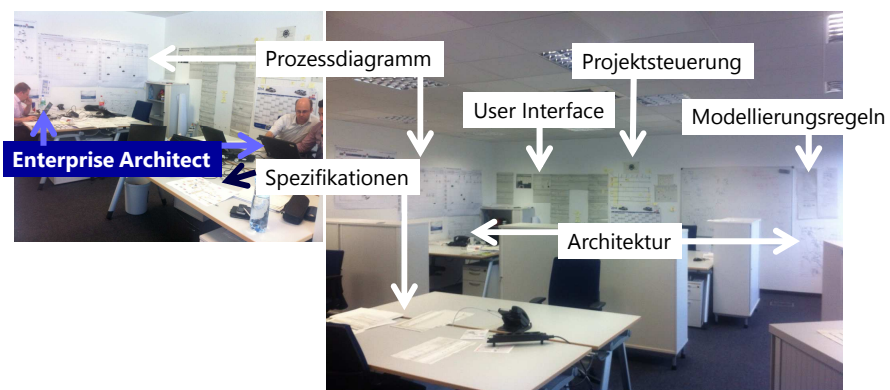 Prozessdiagramm
Projektsteuerung
User Interface
Modellierungsregeln
Enterprise Architect
Spezifikationen
Architektur